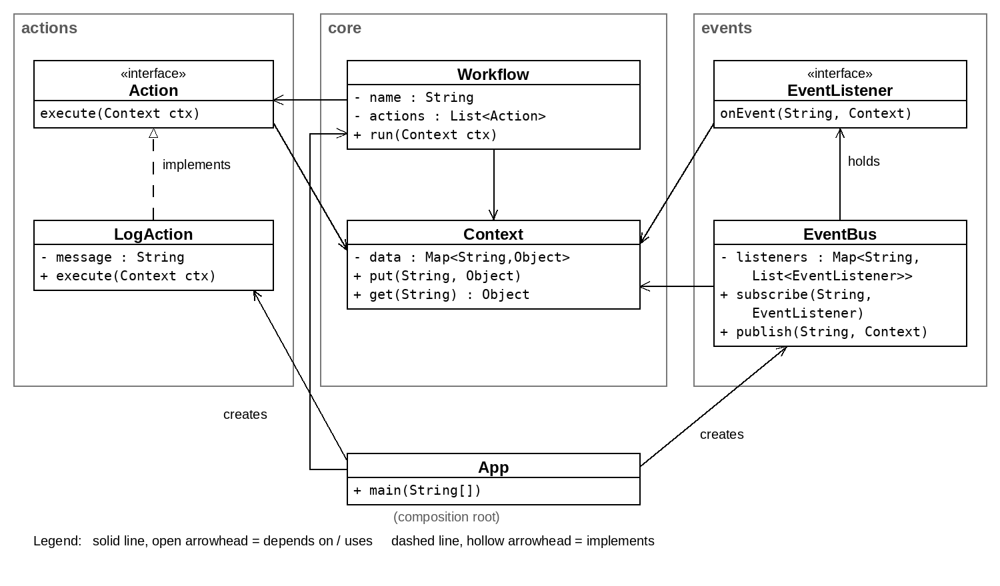 actions
«interface»
Action
execute(Context ctx)
implements
LogAction
- message : String
+ execute(Context ctx)
core
Workflow
- name : String
- actions : List<Action>
+ run(Context ctx)
Context
- data : Map<String,Object>
+ put(String, Object)
+ get(String) : Object
events
«interface»
EventListener
onEvent(String, Context)
holds
EventBus
- listeners : Map<String,
List<EventListener>>
+ subscribe(String,
EventListener)
+ publish(String, Context)
creates
creates
App
+ main(String[])
(composition root)
Legend: solid line, open arrowhead = depends on / uses dashed line, hollow arrowhead = implements